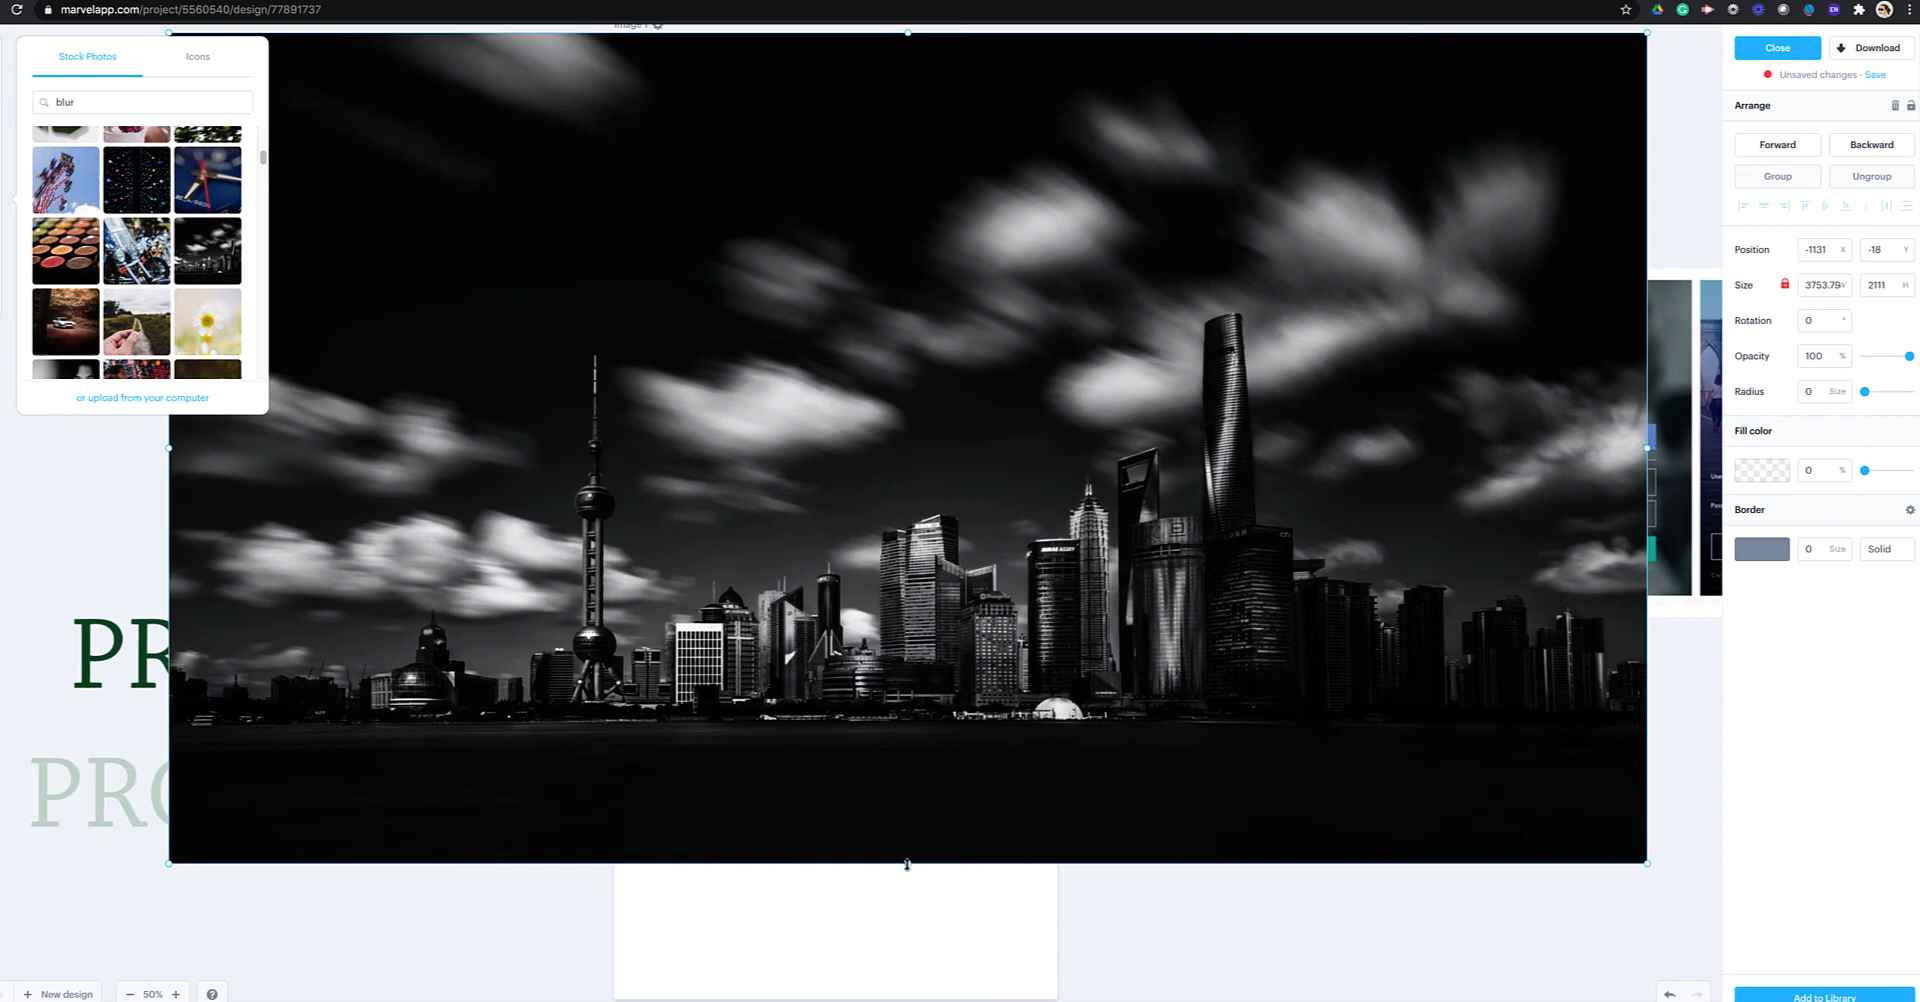 marvelapp.com/project/5560540/design/77891737
Stock Photos
Icons
blur
or upload from your computer
PR
PRO
Close
Download
Unsaved changes - Save
Arrange
Forward
Backward
Group
Ungroup
Position
-1131 X
-18 Y
Size
3753.79 W
2111 H
Rotation
0 °
Opacity
100 %
Radius
0 Size
Fill color
0 %
Border
0 Size
Solid
+ New design
− 50% +
Add to Library